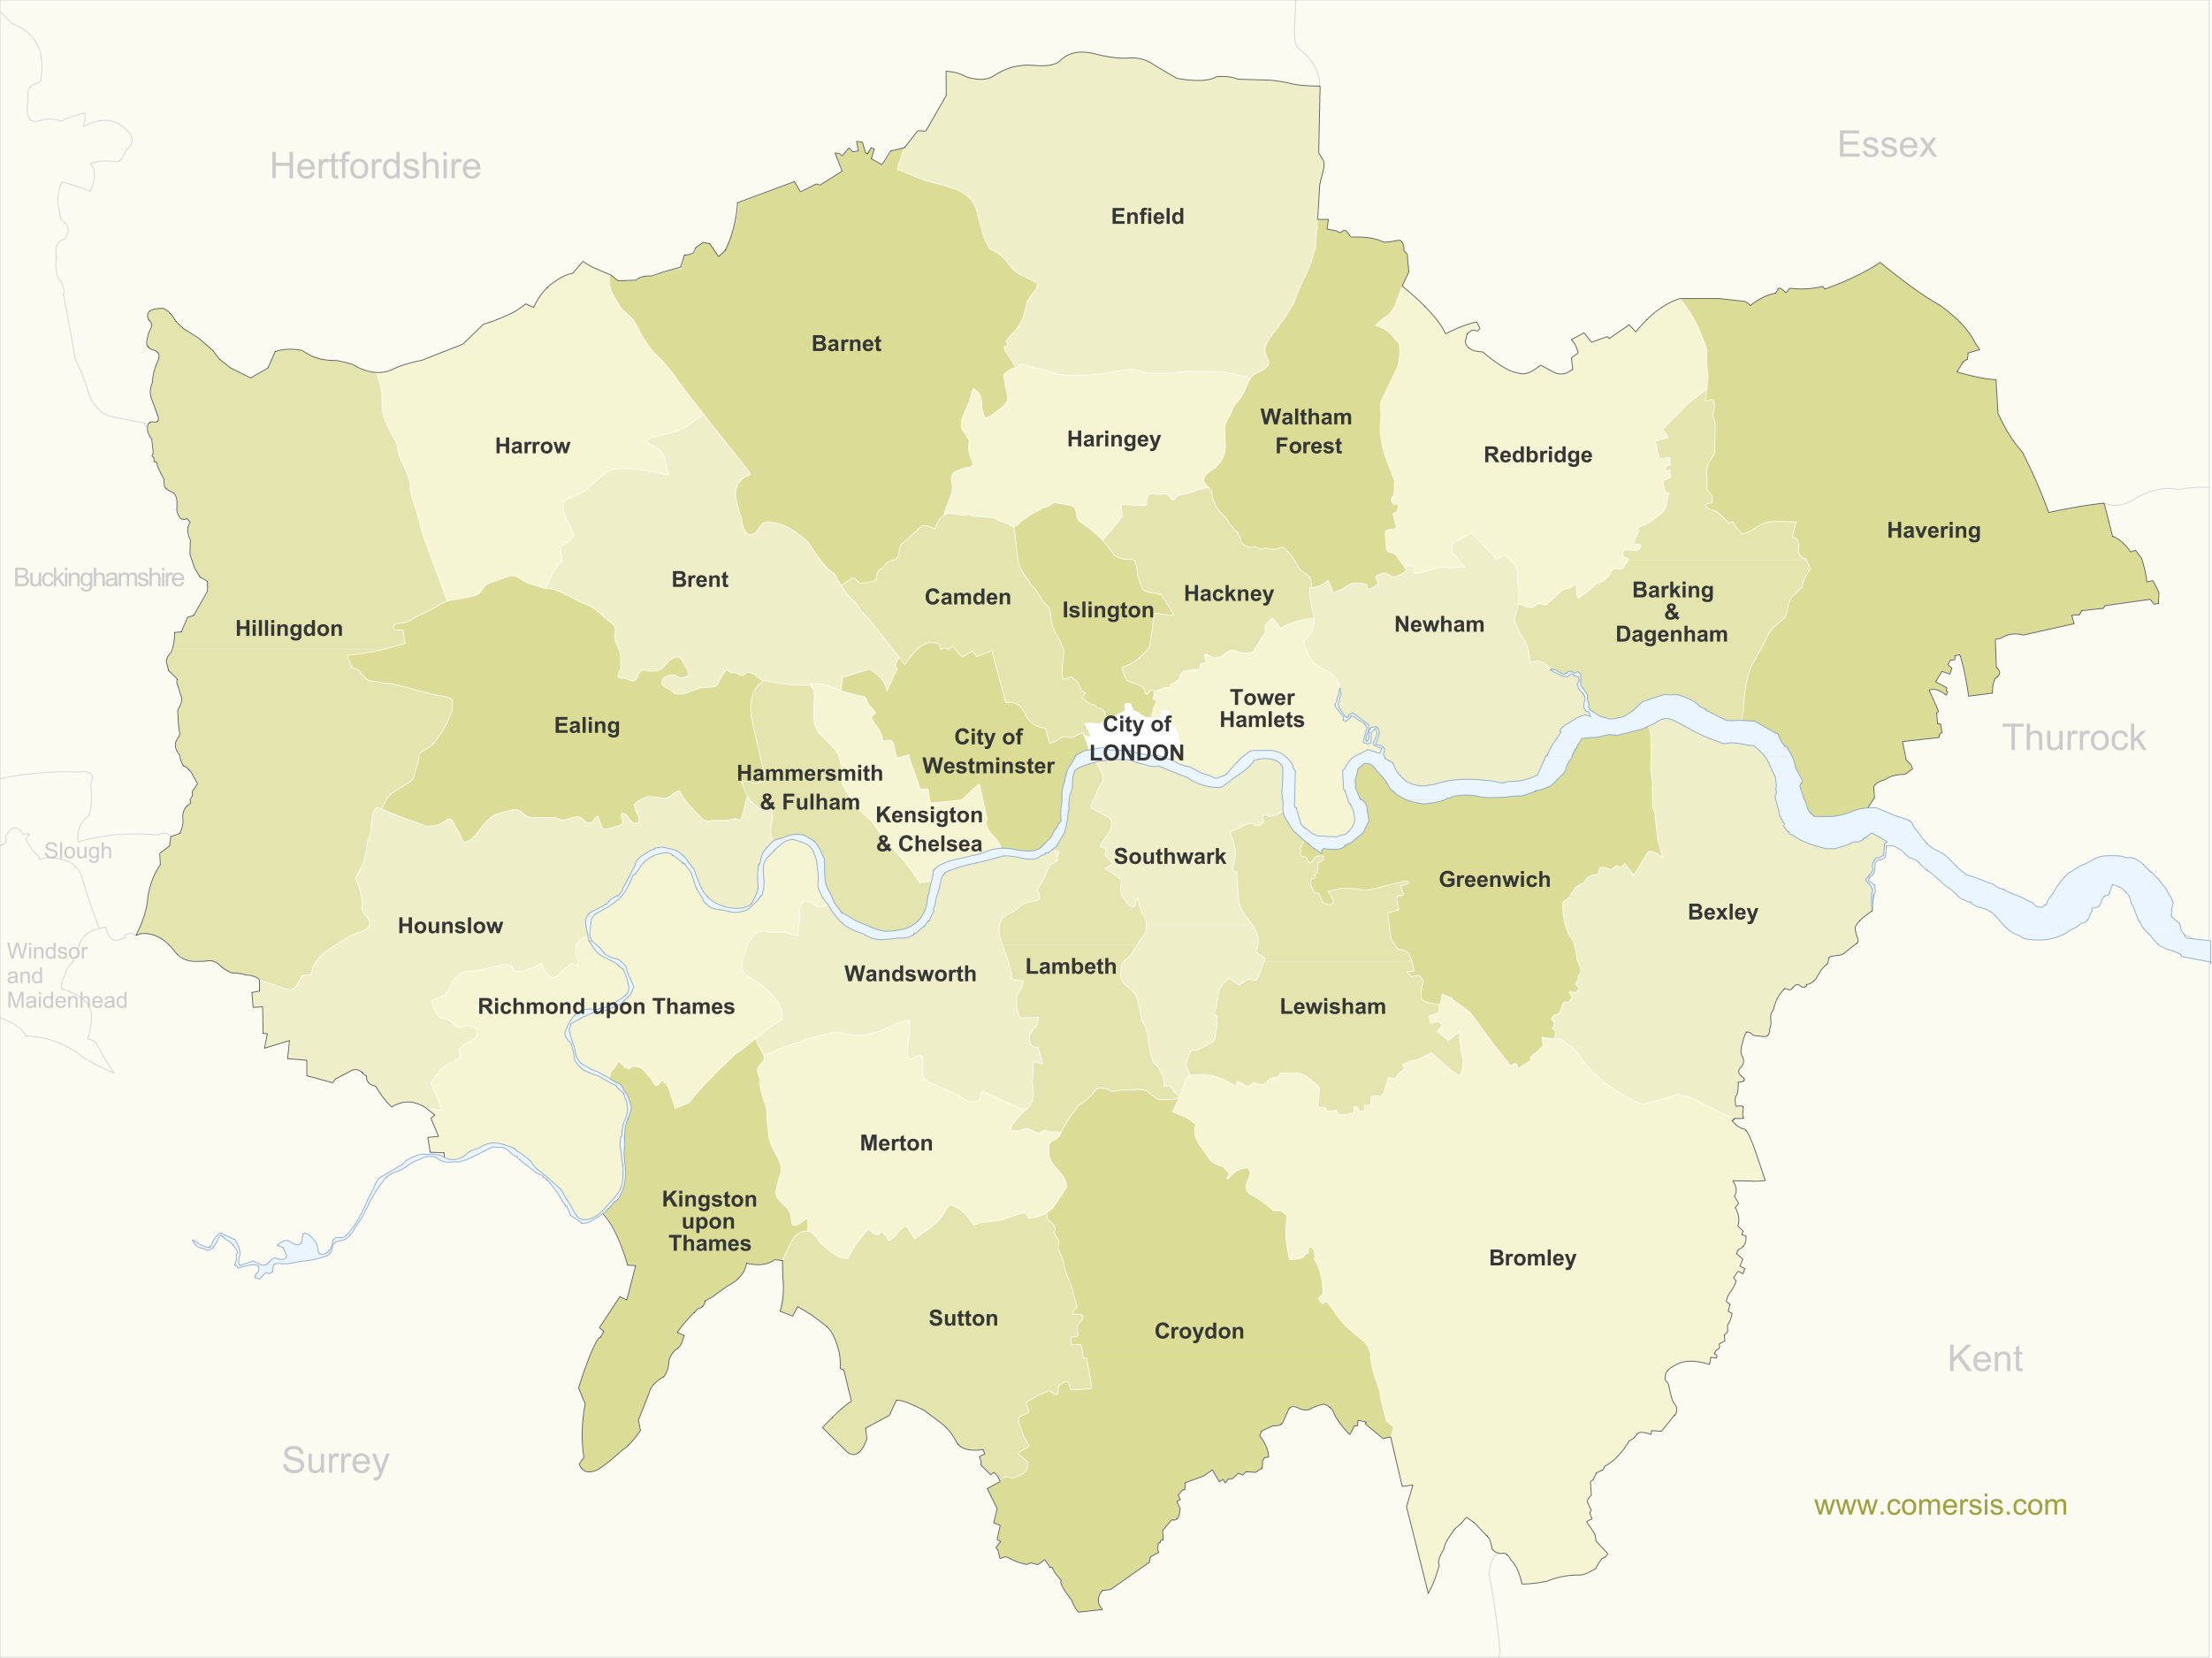 Essex
Hertfordshire
Enfield
Barnet
Waltham
Forest
Haringey
Harrow
Redbridge
Havering
Buckinghamshire
Brent
Camden
Islington
Hackney
Newham
Barking
&
Dagenham
Hillingdon
Tower
Hamlets
Ealing
City of
LONDON
City of
Westminster
Thurrock
Hammersmith
& Fulham
Kensigton
& Chelsea
Slough
Southwark
Greenwich
Bexley
Hounslow
Windsor
and
Maidenhead
Wandsworth
Lambeth
Richmond upon Thames
Lewisham
Merton
Kingston
upon
Thames
Bromley
Sutton
Croydon
Kent
Surrey
www.comersis.com